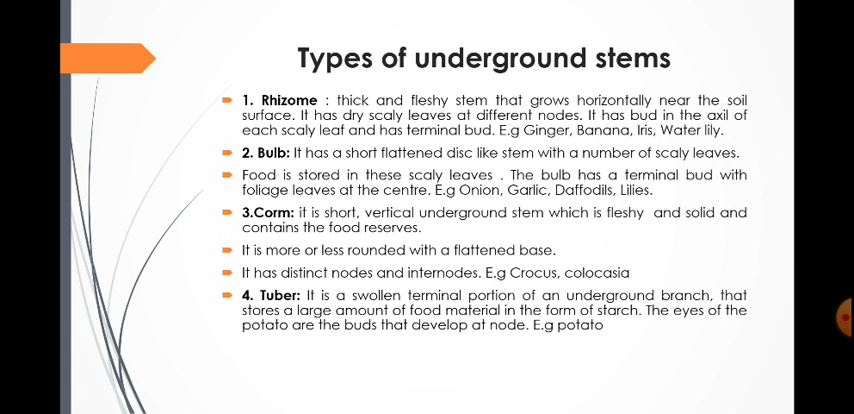 Types of underground stems
1. Rhizome : thick and fleshy stem that grows horizontally near the soil
surface. It has dry scaly leaves at different nodes. It has bud in the axil of
each scaly leaf and has terminal bud. E.g Ginger, Banana, Iris, Water lily.
2. Bulb: It has a short flattened disc like stem with a number of scaly leaves.
Food is stored in these scaly leaves . The bulb has a terminal bud with
foliage leaves at the centre. E.g Onion, Garlic, Daffodils, Lilies.
3.Corm: it is short, vertical underground stem which is fleshy and solid and
contains the food reserves.
It is more or less rounded with a flattened base.
It has distinct nodes and internodes. E.g Crocus, colocasia
4. Tuber: It is a swollen terminal portion of an underground branch, that
stores a large amount of food material in the form of starch. The eyes of the
potato are the buds that develop at node. E.g potato